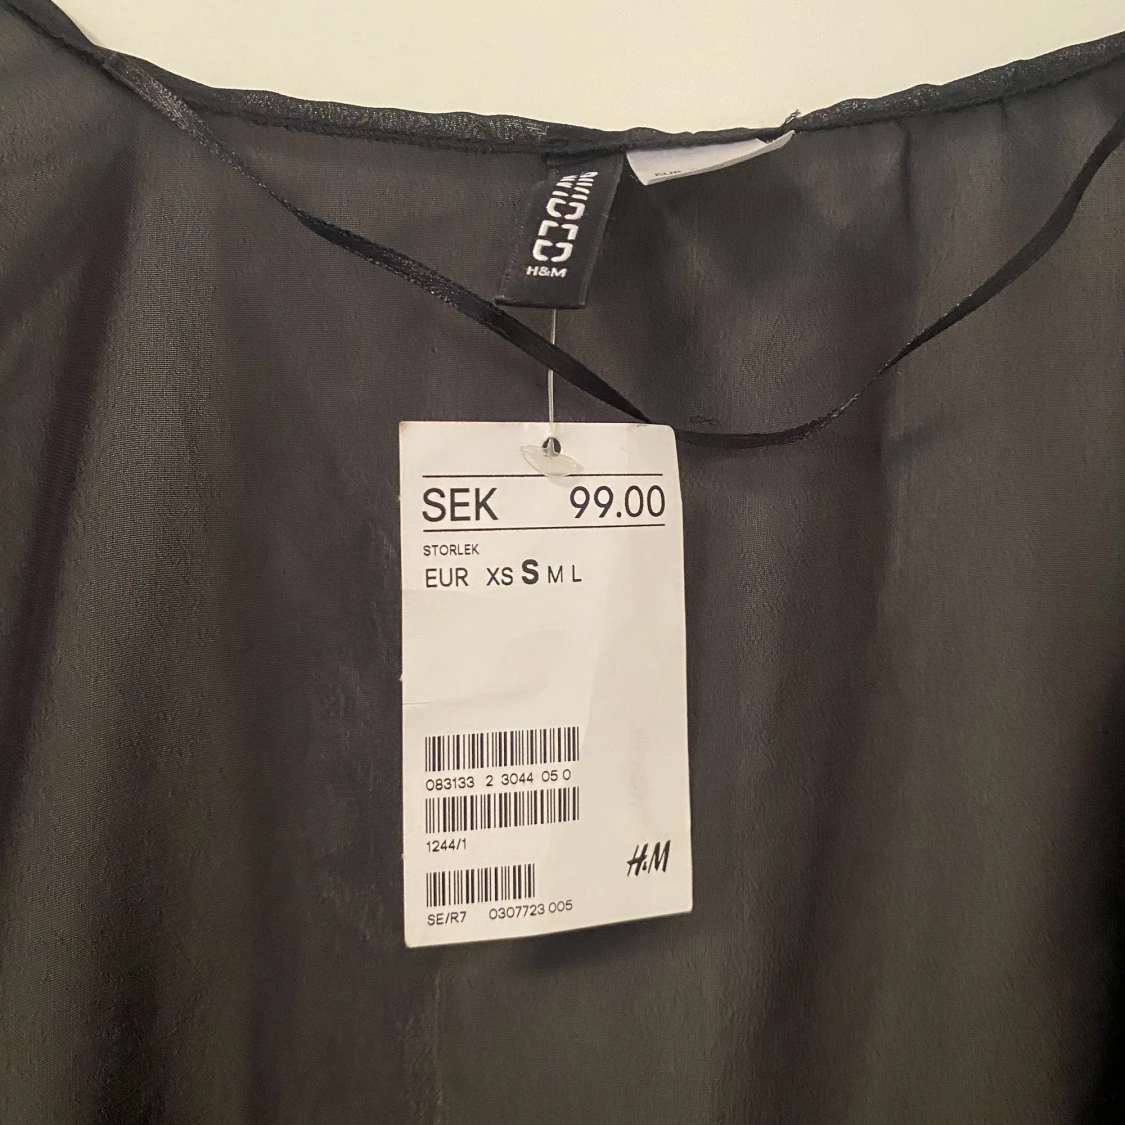 DIVIDED
H&M
SEK 99.00
STORLEK
EUR XS S M L
083133 2 3044 05 0
1244/1
H&M
SE/R7 0307723 005